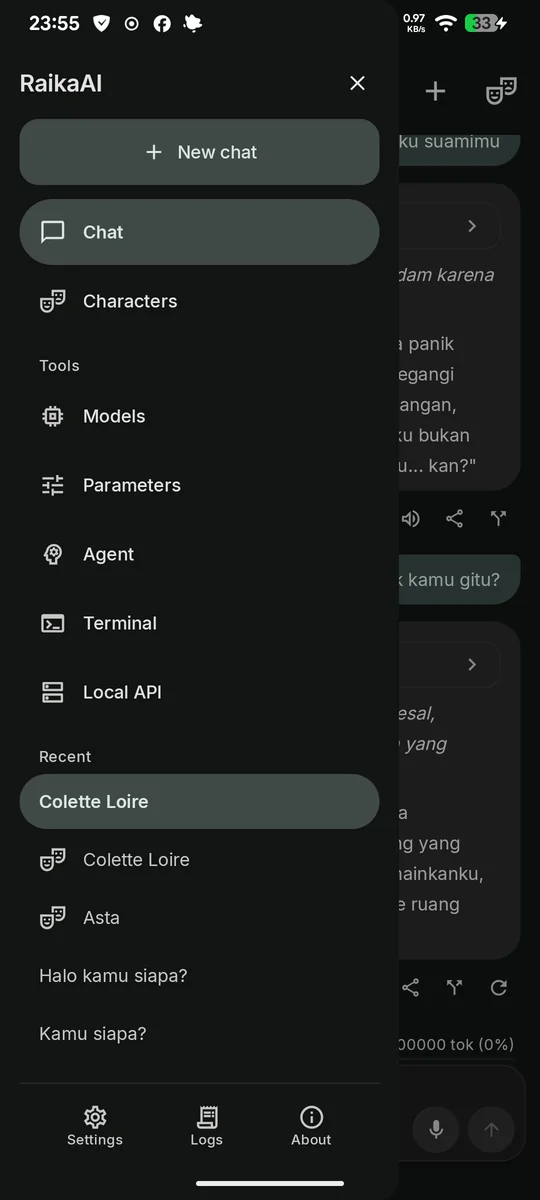 23:55
0.97
KB/s
33
RaikaAI
New chat
ku suamimu
Chat
dam karena
Characters
panik
Tools
egangi
angan,
Models
ku bukan
u... kan?"
Parameters
Agent
kamu gitu?
Terminal
Local API
esal,
yang
Recent
Colette Loire
a
ng yang
Colette Loire
nainkanku,
e ruang
Asta
Halo kamu siapa?
Kamu siapa?
00000 tok (0%)
Settings
Logs
About